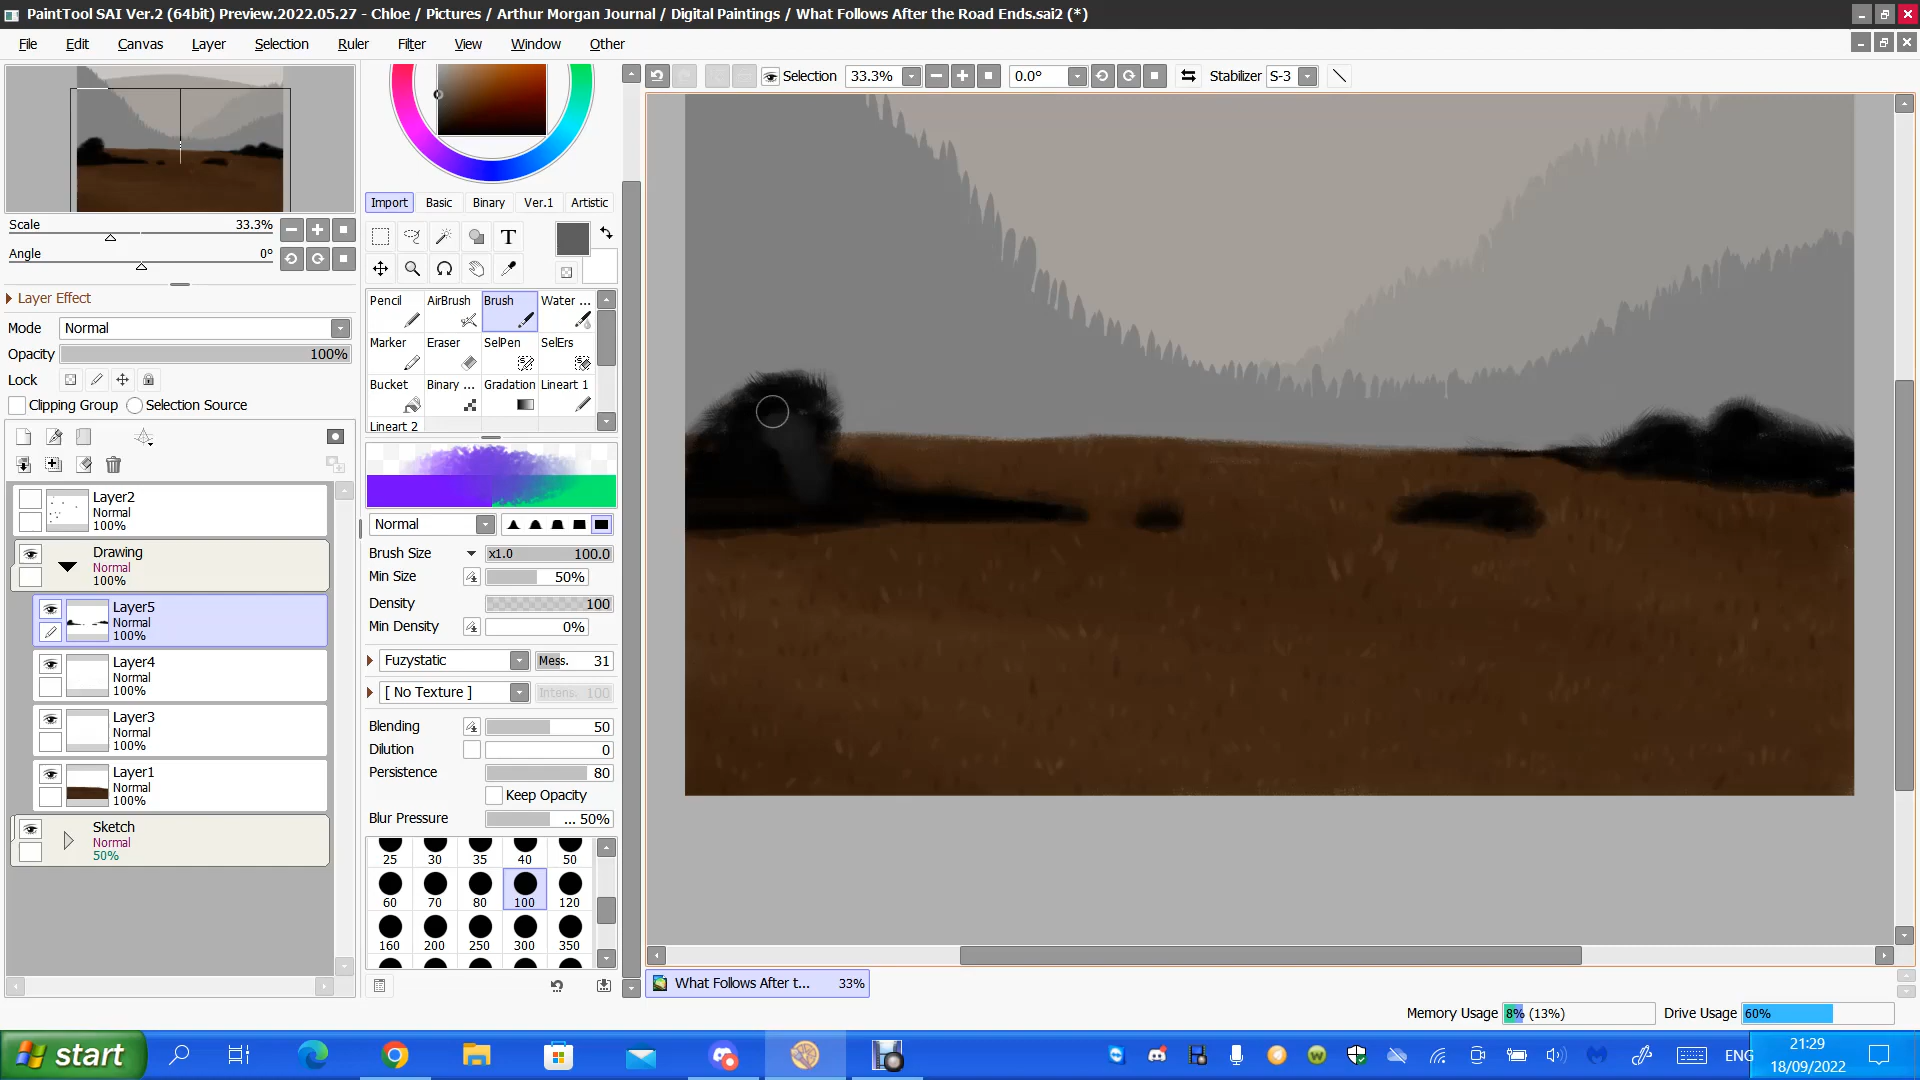 PaintTool SAI Ver.2 (64bit) Preview.2022.05.27 - Chloe / Pictures / Arthur Morgan Journal / Digital Paintings / What Follows After the Road Ends.sai2 (*)
File Edit Canvas Layer Selection Ruler Filter View Window Other
Selection 33.3% 0.0° Stabilizer S-3
Scale 33.3%
Angle 0°
Layer Effect
Mode Normal
Opacity 100%
Lock
Clipping Group Selection Source
Layer2
Normal
100%
Drawing
Normal
100%
Layer5
Normal
100%
Layer4
Normal
100%
Layer3
Normal
100%
Layer1
Normal
100%
Sketch
Normal
50%
Import Basic Binary Ver.1 Artistic
T
Pencil AirBrush Brush Water ...
Marker Eraser SelPen SelErs
Bucket Binary ... Gradation Lineart 1
Lineart 2
Normal
Brush Size x1.0 100.0
Min Size 50%
Density 100
Min Density 0%
Fuzystatic Mess. 31
[ No Texture ] Intens. 100
Blending 50
Dilution 0
Persistence 80
Keep Opacity
Blur Pressure ... 50%
25 30 35 40 50
60 70 80 100 120
160 200 250 300 350
What Follows After t... 33%
Memory Usage 8% (13%) Drive Usage 60%
start
ENG
21:29
18/09/2022